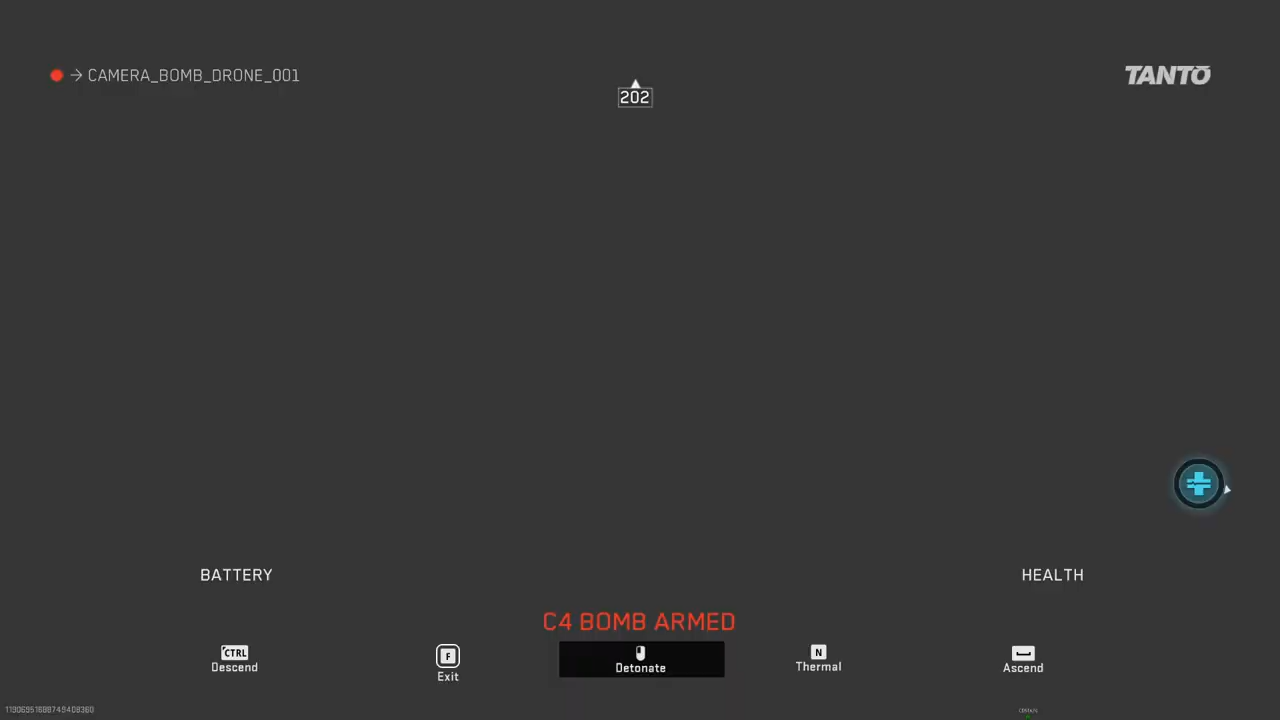 → CAMERA_BOMB_DRONE_001
TANTO
202
BATTERY
HEALTH
C4 BOMB ARMED
CTRL
Descend
F
Exit
Detonate
N
Thermal
Ascend